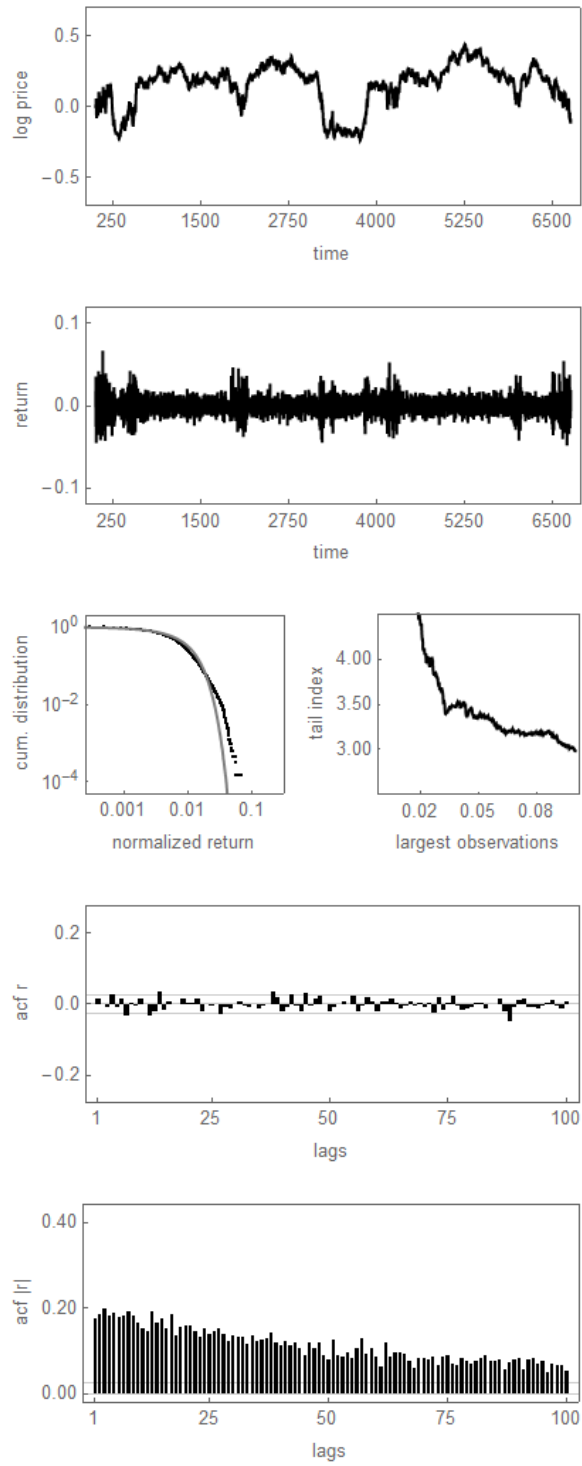 log price
0.5
0.0
−0.5
250 1500 2750 4000 5250 6500
time
return
0.1
0.0
−0.1
250 1500 2750 4000 5250 6500
time
cum. distribution
10^0
10^-2
10^-4
0.001 0.01 0.1
normalized return
tail index
4.00
3.50
3.00
0.02 0.05 0.08
largest observations
acf r
0.2
0.0
−0.2
1 25 50 75 100
lags
acf |r|
0.40
0.20
0.00
1 25 50 75 100
lags